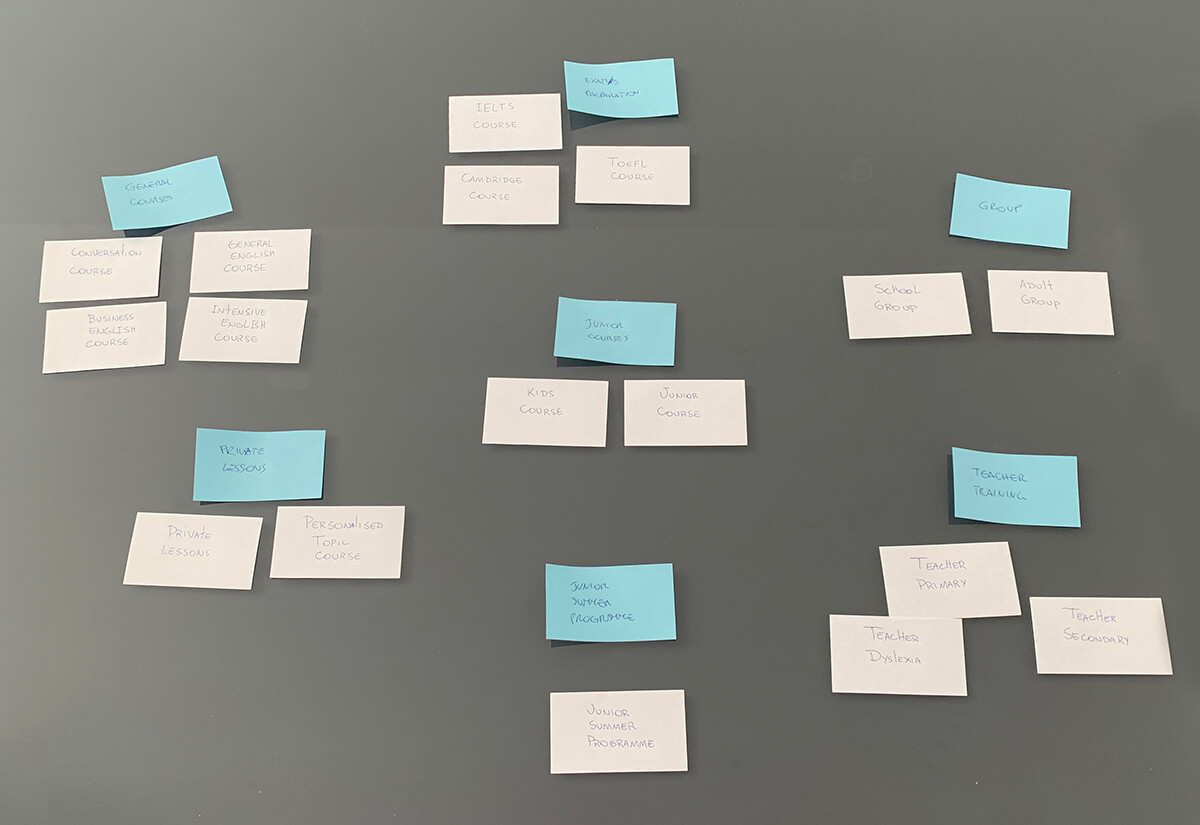 EXAMS
PREPARATION
IELTS
COURSE
CAMBRIDGE
COURSE
TOEFL
COURSE
GENERAL
COURSES
CONVERSATION
COURSE
GENERAL
ENGLISH
COURSE
BUSINESS
ENGLISH
COURSE
INTENSIVE
ENGLISH
COURSE
GROUP
SCHOOL
GROUP
ADULT
GROUP
JUNIOR
COURSES
KIDS
COURSE
JUNIOR
COURSE
PRIVATE
LESSONS
PRIVATE
LESSONS
PERSONALISED
TOPIC
COURSE
TEACHER
TRAINING
TEACHER
PRIMARY
TEACHER
DYSLEXIA
TEACHER
SECONDARY
JUNIOR
SUMMER
PROGRAMME
JUNIOR
SUMMER
PROGRAMME